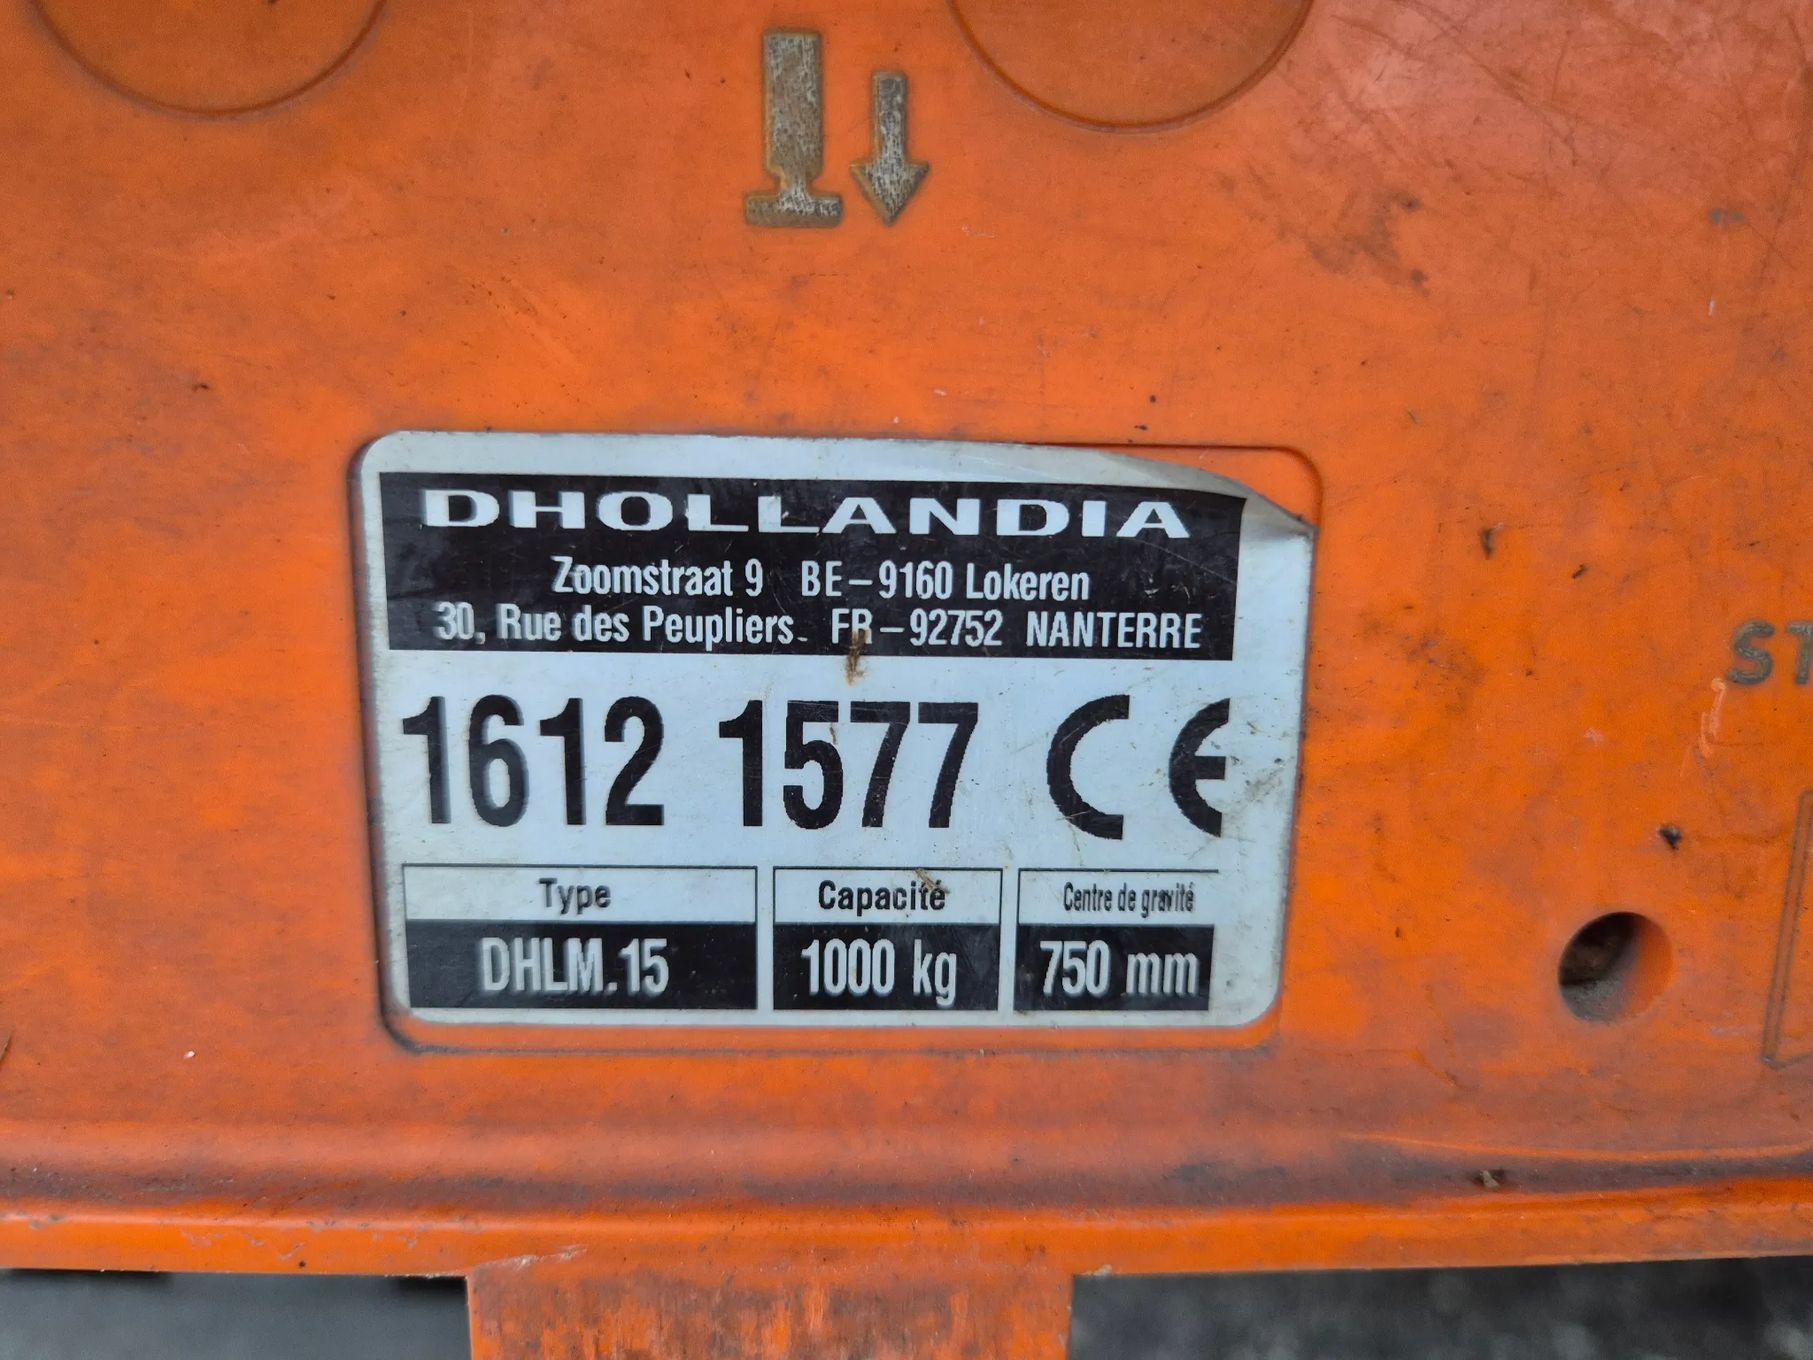 DHOLLANDIA
Zoomstraat 9 BE-9160 Lokeren
30, Rue des Peupliers FR-92752 NANTERRE
1612 1577 CE
Type Capacité Centre de gravité
DHLM.15 1000 kg 750 mm
ST